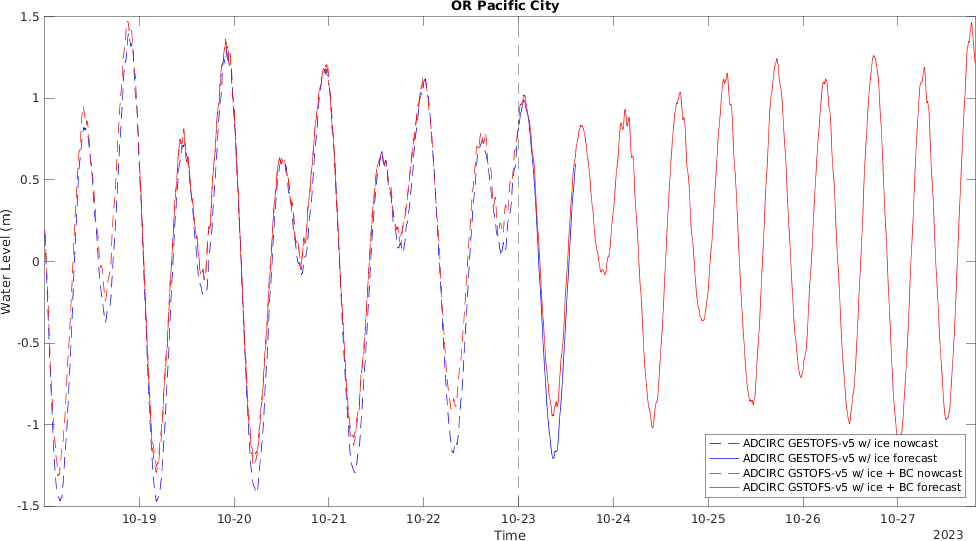 OR Pacific City
1.5
1
0.5
0
-0.5
-1
-1.5
Water Level (m)
10-19 10-20 10-21 10-22 10-23 10-24 10-25 10-26 10-27
Time
2023
ADCIRC GESTOFS-v5 w/ ice nowcast
ADCIRC GESTOFS-v5 w/ ice forecast
ADCIRC GSTOFS-v5 w/ ice + BC nowcast
ADCIRC GSTOFS-v5 w/ ice + BC forecast